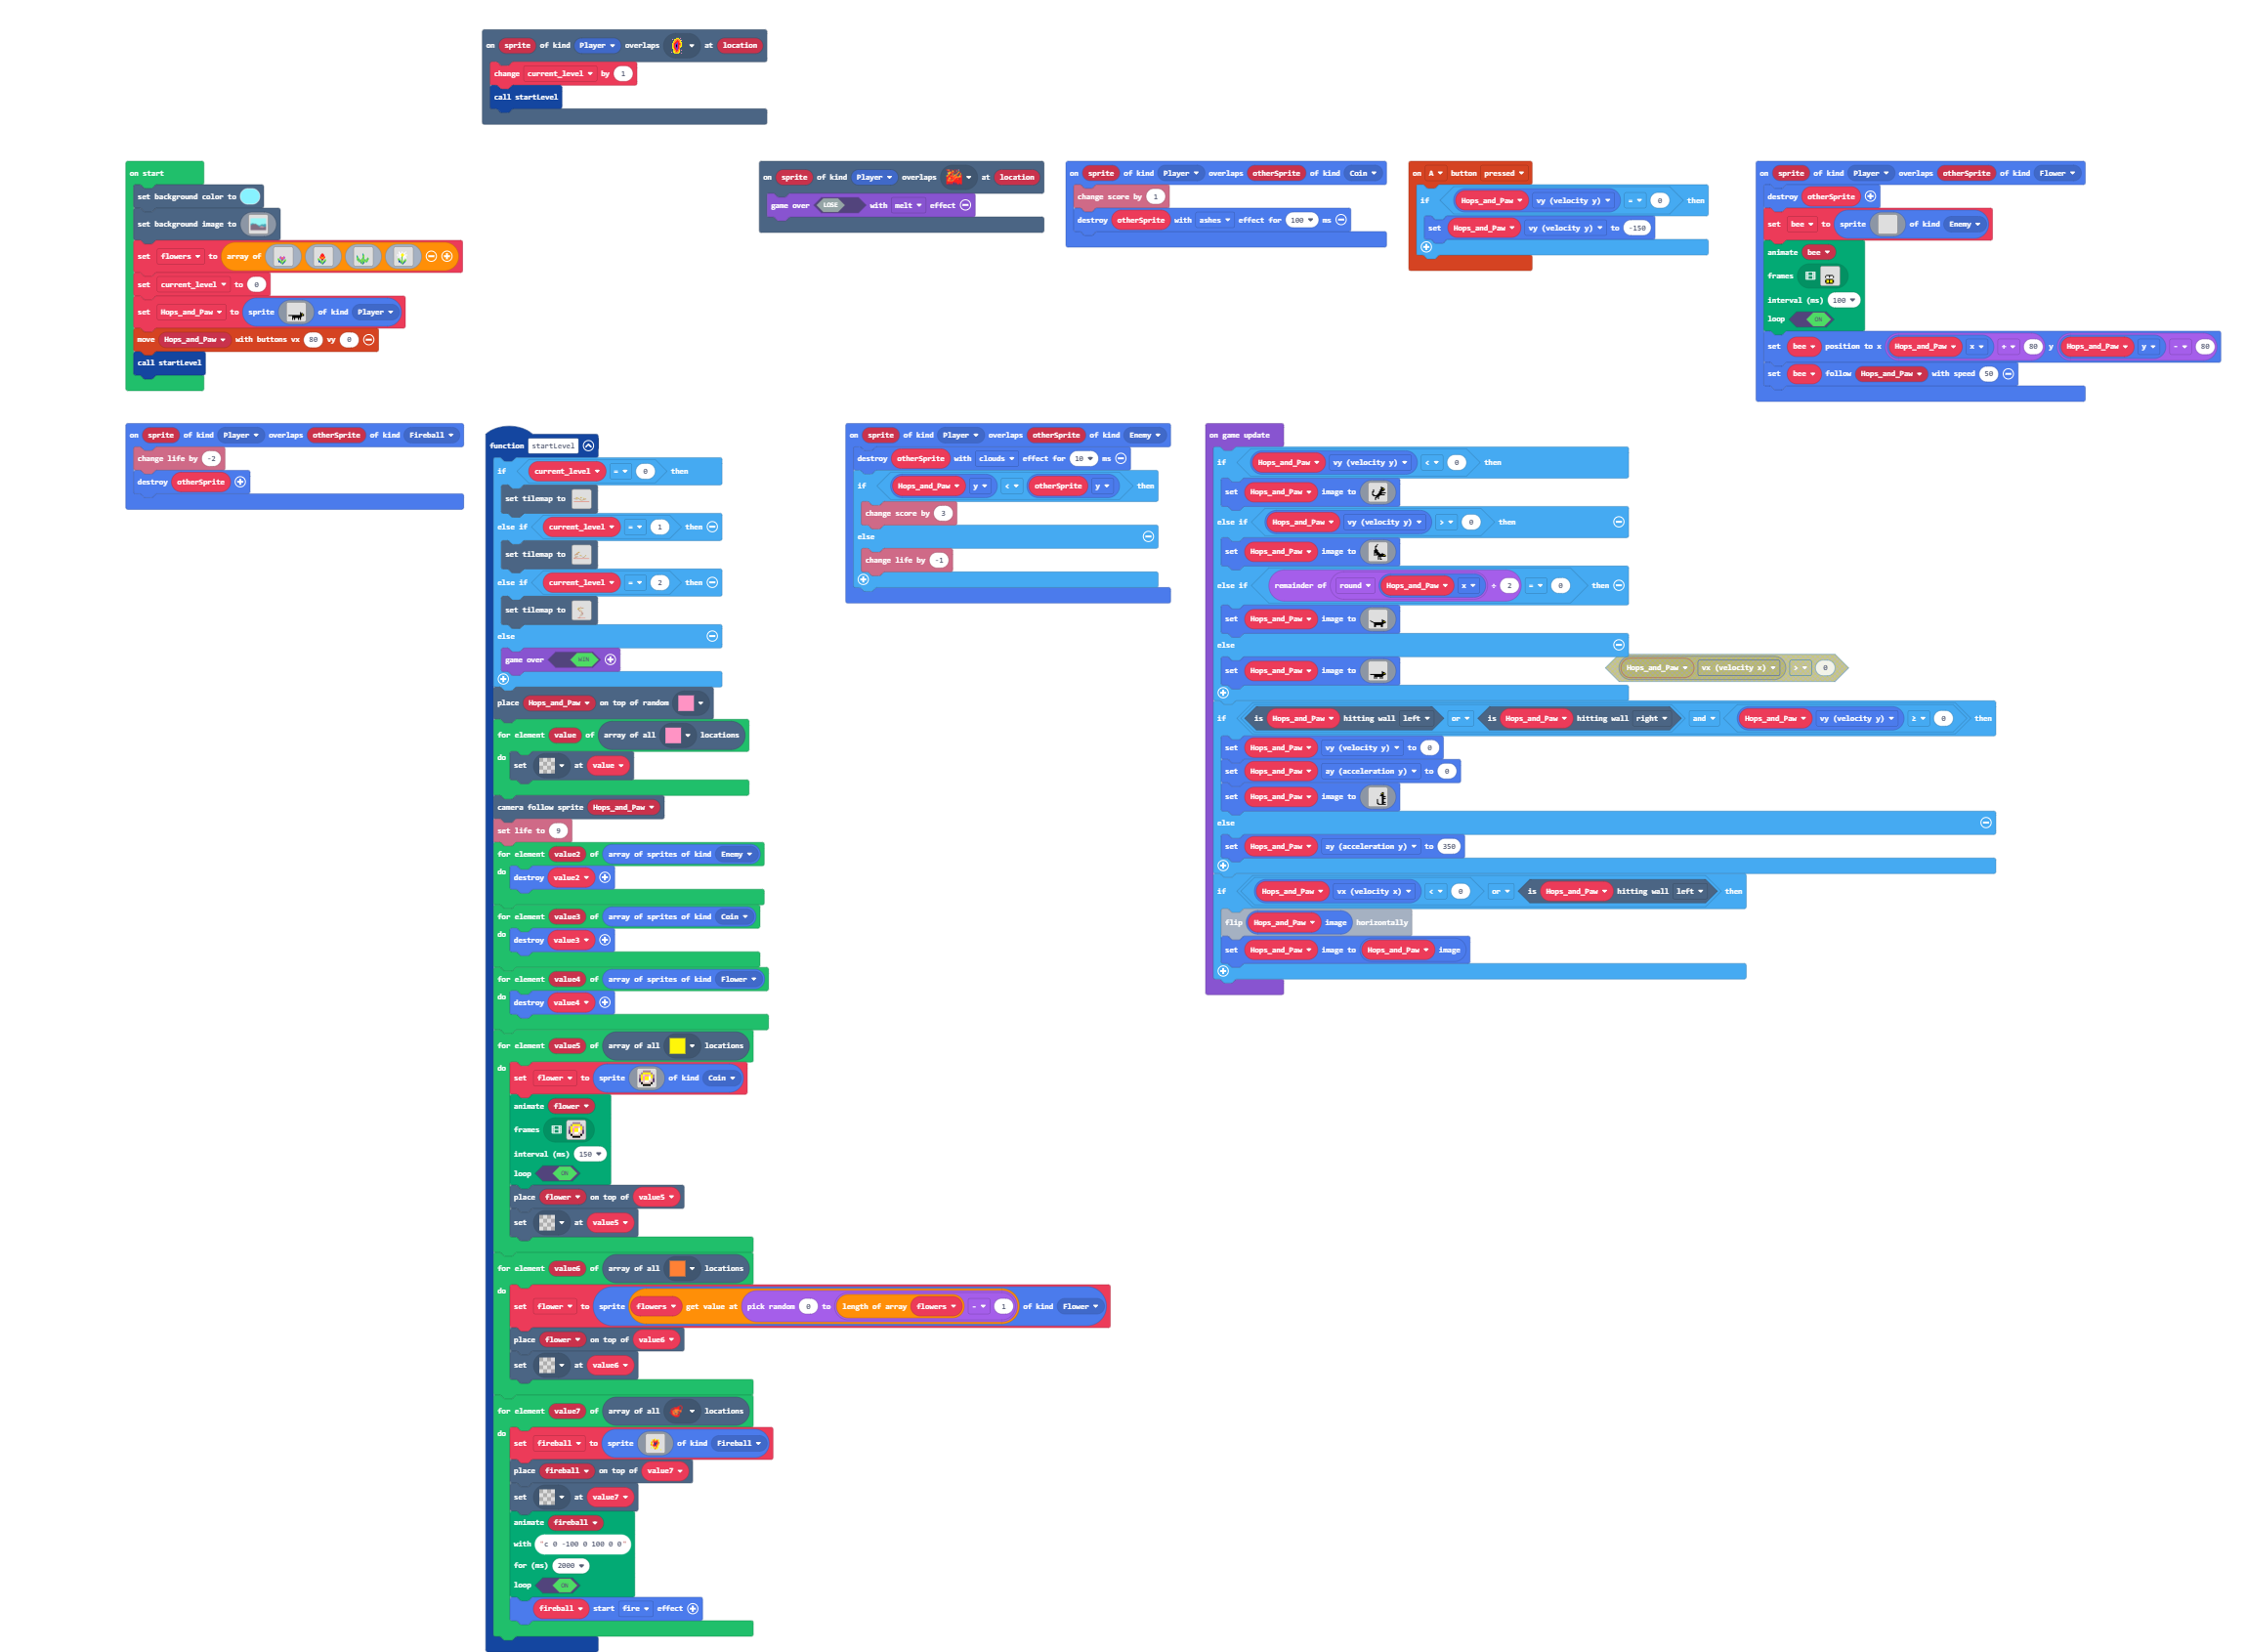 on sprite of kind Player overlaps at location
change current_level by 1
call startLevel
on start
set background color to
set background image to
set flowers to array of
set current_level to 0
set Hops_and_Paw to sprite of kind Player
move Hops_and_Paw with buttons vx 80 vy 0
call startLevel
on sprite of kind Player overlaps at location
game over LOSE with melt effect
on sprite of kind Player overlaps otherSprite of kind Coin
change score by 1
destroy otherSprite with ashes effect for 100 ms
on A button pressed
if Hops_and_Paw vy (velocity y) = 0 then
set Hops_and_Paw vy (velocity y) to -150
on sprite of kind Player overlaps otherSprite of kind Flower
destroy otherSprite
set bee to sprite of kind Enemy
animate bee
frames
interval (ms) 100
loop ON
set bee position to x Hops_and_Paw x + 80 y Hops_and_Paw y - 80
set bee follow Hops_and_Paw with speed 50
on sprite of kind Player overlaps otherSprite of kind Fireball
change life by -2
destroy otherSprite
function startLevel
if current_level = 0 then
set tilemap to
else if current_level = 1 then
set tilemap to
else if current_level = 2 then
set tilemap to
else
game over WIN
place Hops_and_Paw on top of random
for element value of array of all locations
do set at value
camera follow sprite Hops_and_Paw
set life to 9
for element value2 of array of sprites of kind Enemy
do destroy value2
for element value3 of array of sprites of kind Coin
do destroy value3
for element value4 of array of sprites of kind Flower
do destroy value4
for element value5 of array of all locations
do set flower to sprite of kind Coin
animate flower
frames
interval (ms) 150
loop ON
place flower on top of value5
set at value5
for element value6 of array of all locations
do set flower to sprite flowers get value at pick random 0 to length of array flowers - 1 of kind Flower
place flower on top of value6
set at value6
for element value7 of array of all locations
do set fireball to sprite of kind Fireball
place fireball on top of value7
set at value7
animate fireball
with "c 0 -100 0 100 0 0"
for (ms) 2000
loop ON
fireball start fire effect
on sprite of kind Player overlaps otherSprite of kind Enemy
destroy otherSprite with clouds effect for 10 ms
if Hops_and_Paw y < otherSprite y then
change score by 3
else
change life by -1
on game update
if Hops_and_Paw vy (velocity y) < 0 then
set Hops_and_Paw image to
else if Hops_and_Paw vy (velocity y) > 0 then
set Hops_and_Paw image to
else if remainder of round Hops_and_Paw x ÷ 2 = 0 then
set Hops_and_Paw image to
else
set Hops_and_Paw image to
Hops_and_Paw vx (velocity x) > 0
if is Hops_and_Paw hitting wall left or is Hops_and_Paw hitting wall right and Hops_and_Paw vy (velocity y) ≥ 0 then
set Hops_and_Paw vy (velocity y) to 0
set Hops_and_Paw ay (acceleration y) to 0
set Hops_and_Paw image to
else
set Hops_and_Paw ay (acceleration y) to 350
if Hops_and_Paw vx (velocity x) < 0 or is Hops_and_Paw hitting wall left then
flip Hops_and_Paw image horizontally
set Hops_and_Paw image to Hops_and_Paw image